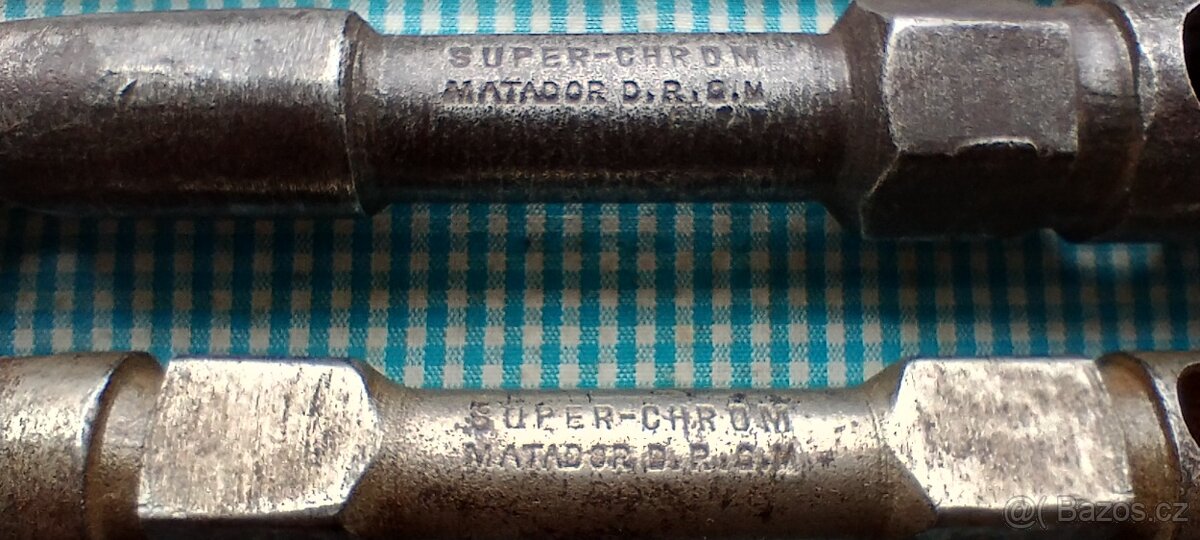 SUPER-CHROM
MATADOR D.R.G.M
SUPER-CHROM
MATADOR D.R.G.M.
@( Bazos.cz